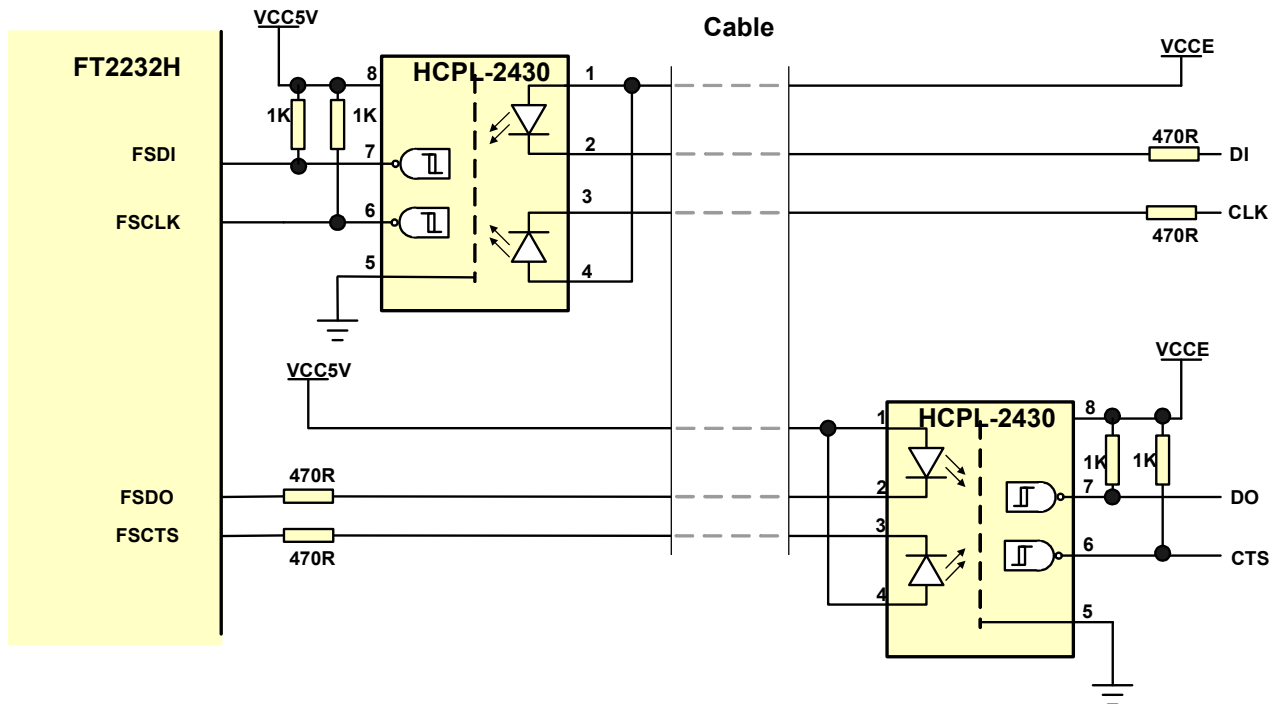 VCC5V
Cable
VCCE
FT2232H
8
HCPL-2430
1
1K
1K
470R
FSDI
7
2
DI
3
FSCLK
6
CLK
470R
5
4
VCC5V
VCCE
1
HCPL-2430
8
1K
1K
470R
FSDO
2
7
DO
FSCTS
3
6
CTS
470R
4
5